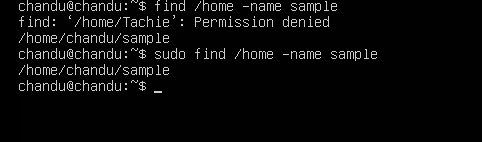 chandu@chandu:~$ find /home -name sample
find: ‘/home/Tachie’: Permission denied
/home/chandu/sample
chandu@chandu:~$ sudo find /home -name sample
/home/chandu/sample
chandu@chandu:~$ _